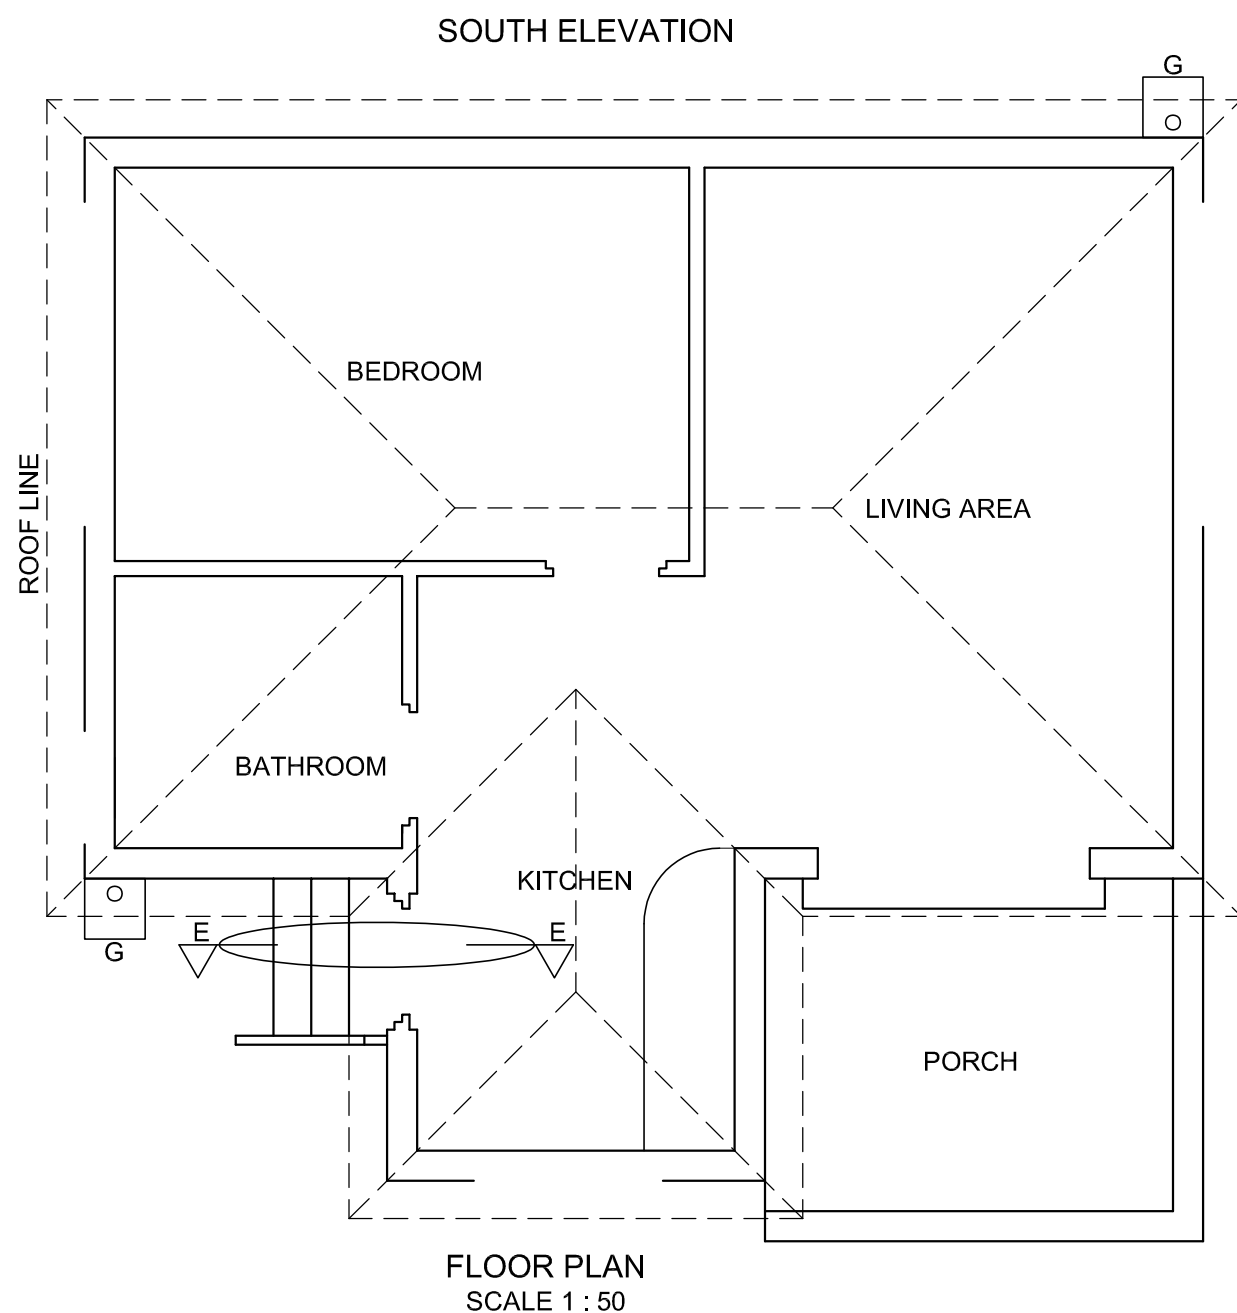 SOUTH ELEVATION
G
BEDROOM
ROOF LINE
LIVING AREA
BATHROOM
KITCHEN
E
E
G
PORCH
FLOOR PLAN
SCALE 1 : 50